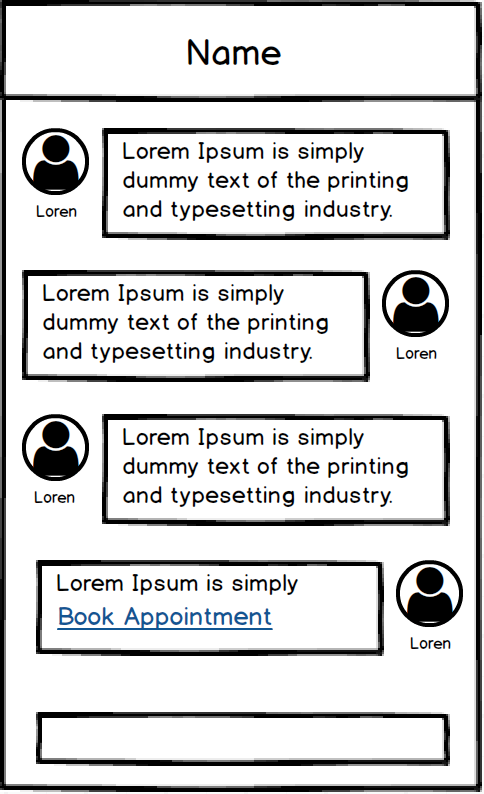 Name
Lorem Ipsum is simply
dummy text of the printing
and typesetting industry.
Loren
Lorem Ipsum is simply
dummy text of the printing
and typesetting industry.
Loren
Lorem Ipsum is simply
dummy text of the printing
and typesetting industry.
Loren
Lorem Ipsum is simply
Book Appointment
Loren